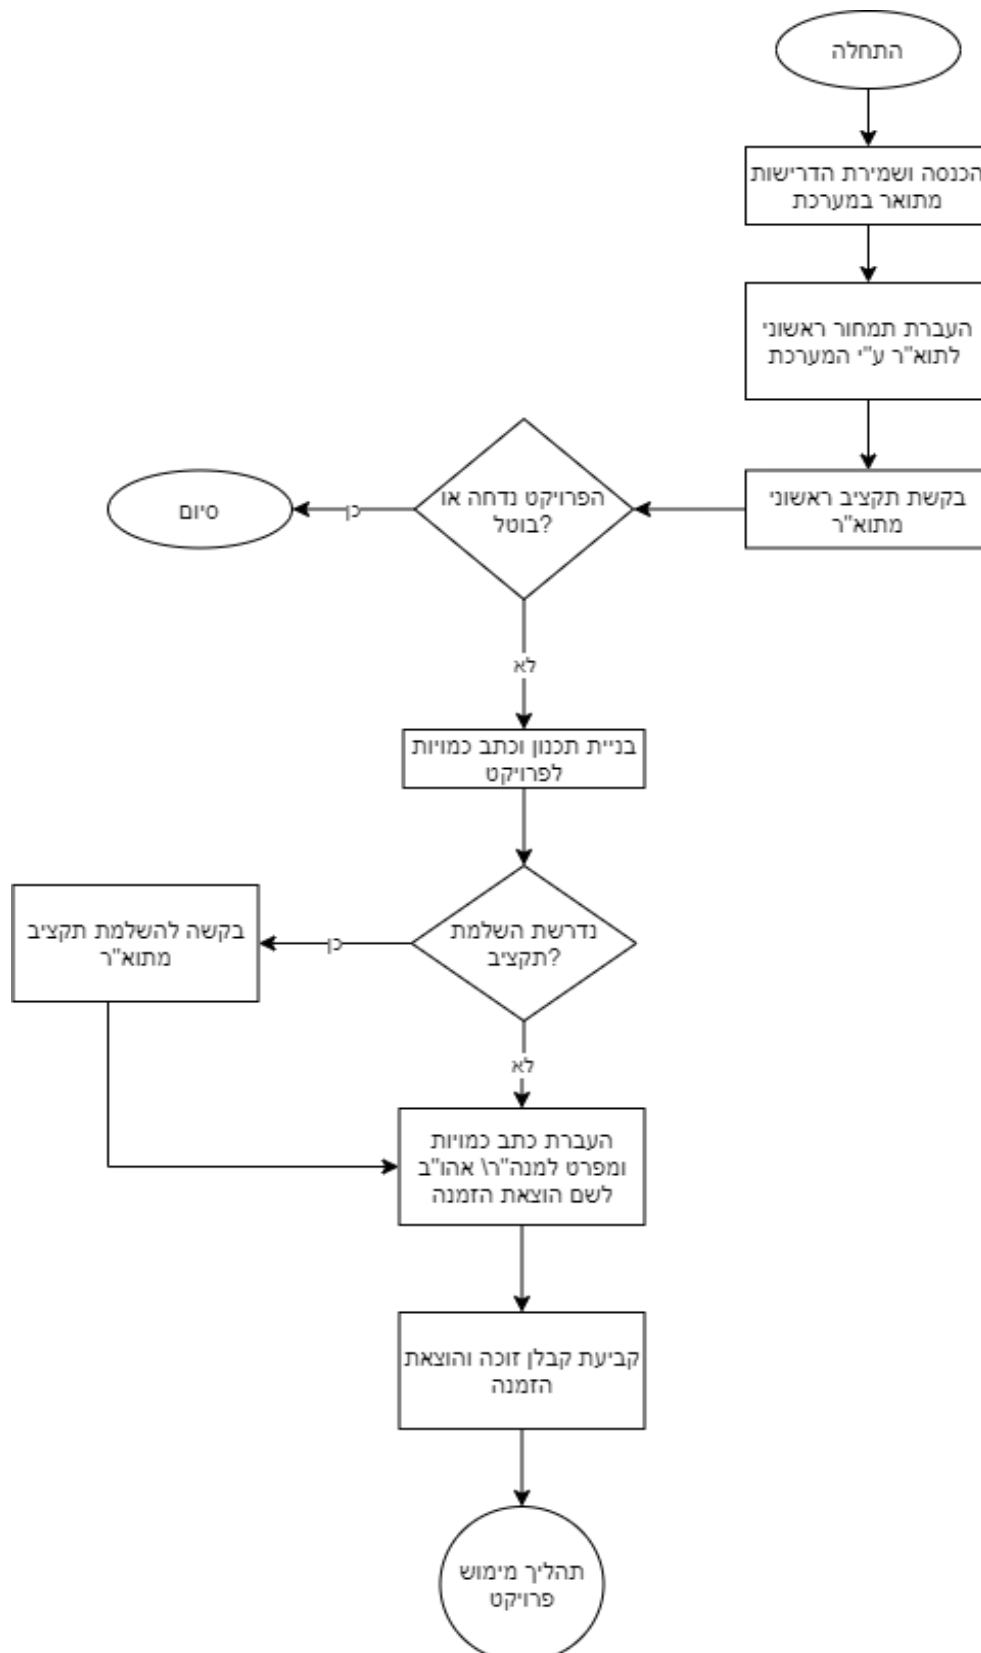 התחלה
הכנסה ושמירת הדרישות
מתואר במערכת
העברת תמחור ראשוני
לתוא"ר ע"י המערכת
בקשת תקציב ראשוני
מתוא"ר
הפרויקט נדחה או
בוטל?
כן
סיום
לא
בניית תכנון וכתב כמויות
לפרויקט
נדרשת השלמת
תקציב?
כן
בקשה להשלמת תקציב
מתוא"ר
לא
העברת כתב כמויות
ומפרט למנה"ר\ אהו"ב
לשם הוצאת הזמנה
קביעת קבלן זוכה והוצאת
הזמנה
תהליך מימוש
פרויקט